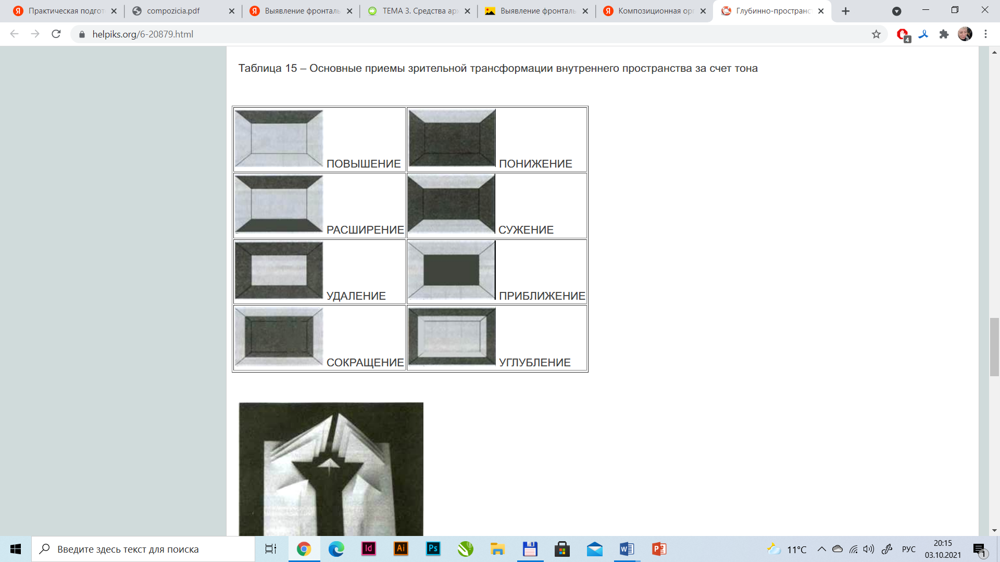 Практическая подгот
compozicia.pdf
Выявление фронталь
ТЕМА 3. Средства ар
Выявление фронталь
Композиционная ор
Глубинно-пространс
helpiks.org/6-20879.html
4
Таблица 15 – Основные приемы зрительной трансформации внутреннего пространства за счет тона
ПОВЫШЕНИЕ
ПОНИЖЕНИЕ
РАСШИРЕНИЕ
СУЖЕНИЕ
УДАЛЕНИЕ
ПРИБЛИЖЕНИЕ
СОКРАЩЕНИЕ
УГЛУБЛЕНИЕ
Введите здесь текст для поиска
Id
Ai
Ps
11°C
РУС
20:15
03.10.2021
1